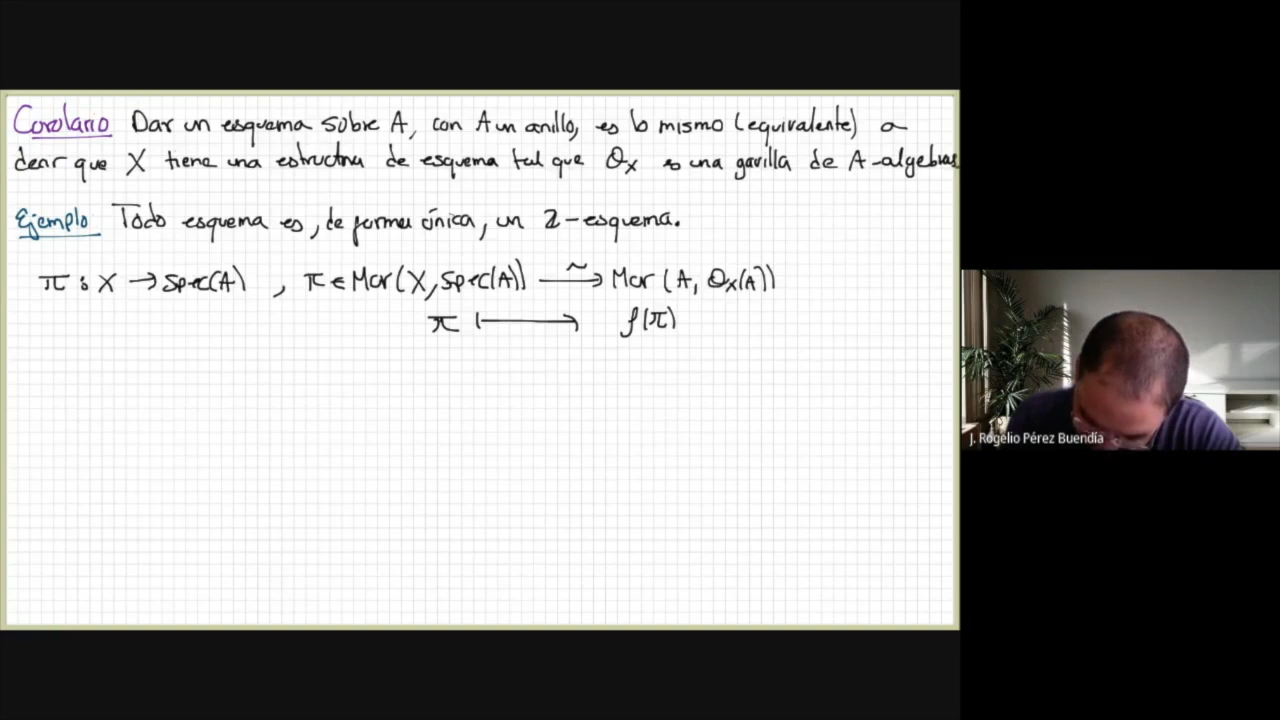 Corolario Dar un esquema sobre A, con A un anillo, es lo mismo (equivalente) a
decir que X tiene una estructura de esquema tal que O_X es una gavilla de A-algebras
Ejemplo Todo esquema es, de forma única, un Z-esquema.
π : X → Spec(A) , π ∈ Mor(X, Spec(A)) ⥲ Mor(A, O_X(A))
π ⟼ ρ(π)
J. Rogelio Pérez Buendía